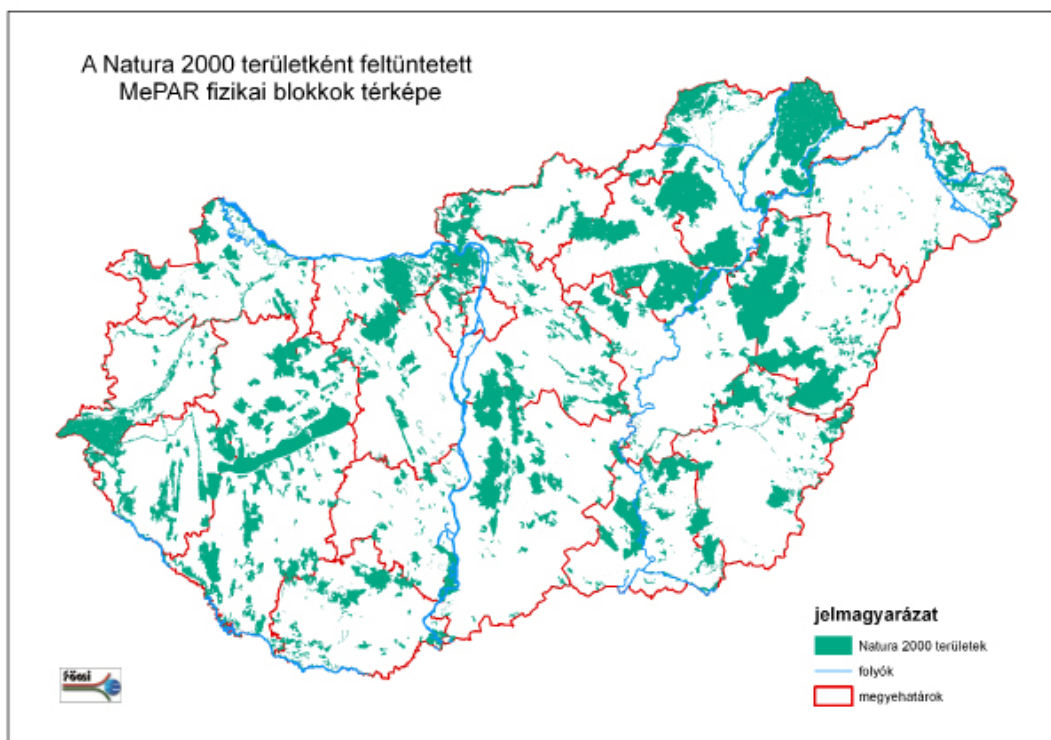 A Natura 2000 területként feltüntetett
MePAR fizikai blokkok térképe
jelmagyarázat
Natura 2000 területek
folyók
megyehatárok
Fömi